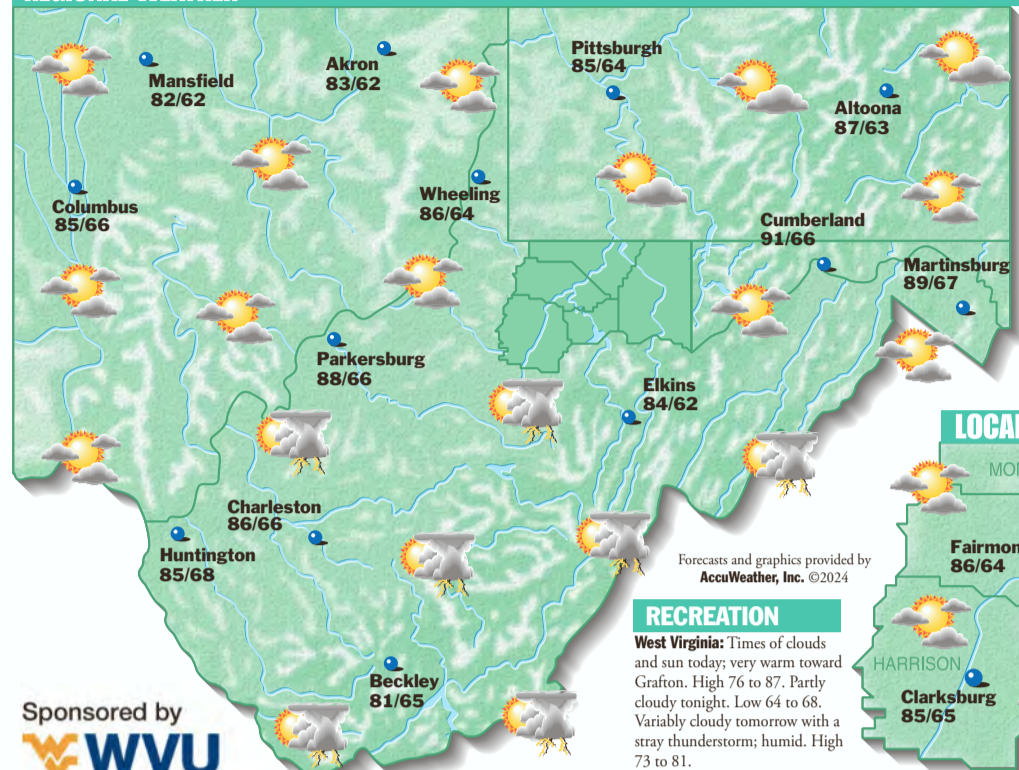 REGIONAL WEATHER
Mansfield
82/62
Akron
83/62
Pittsburgh
85/64
Altoona
87/63
Columbus
85/66
Wheeling
86/64
Cumberland
91/66
Martinsburg
89/67
Parkersburg
88/66
Elkins
84/62
Charleston
86/66
Huntington
85/68
Beckley
81/65
Sponsored by
WVU
Forecasts and graphics provided by
AccuWeather, Inc. ©2024
RECREATION
West Virginia: Times of clouds
and sun today; very warm toward
Grafton. High 76 to 87. Partly
cloudy tonight. Low 64 to 68.
Variably cloudy tomorrow with a
stray thunderstorm; humid. High
73 to 81.
LOCAL
MO
Fairmon
86/64
HARRISON
Clarksburg
85/65